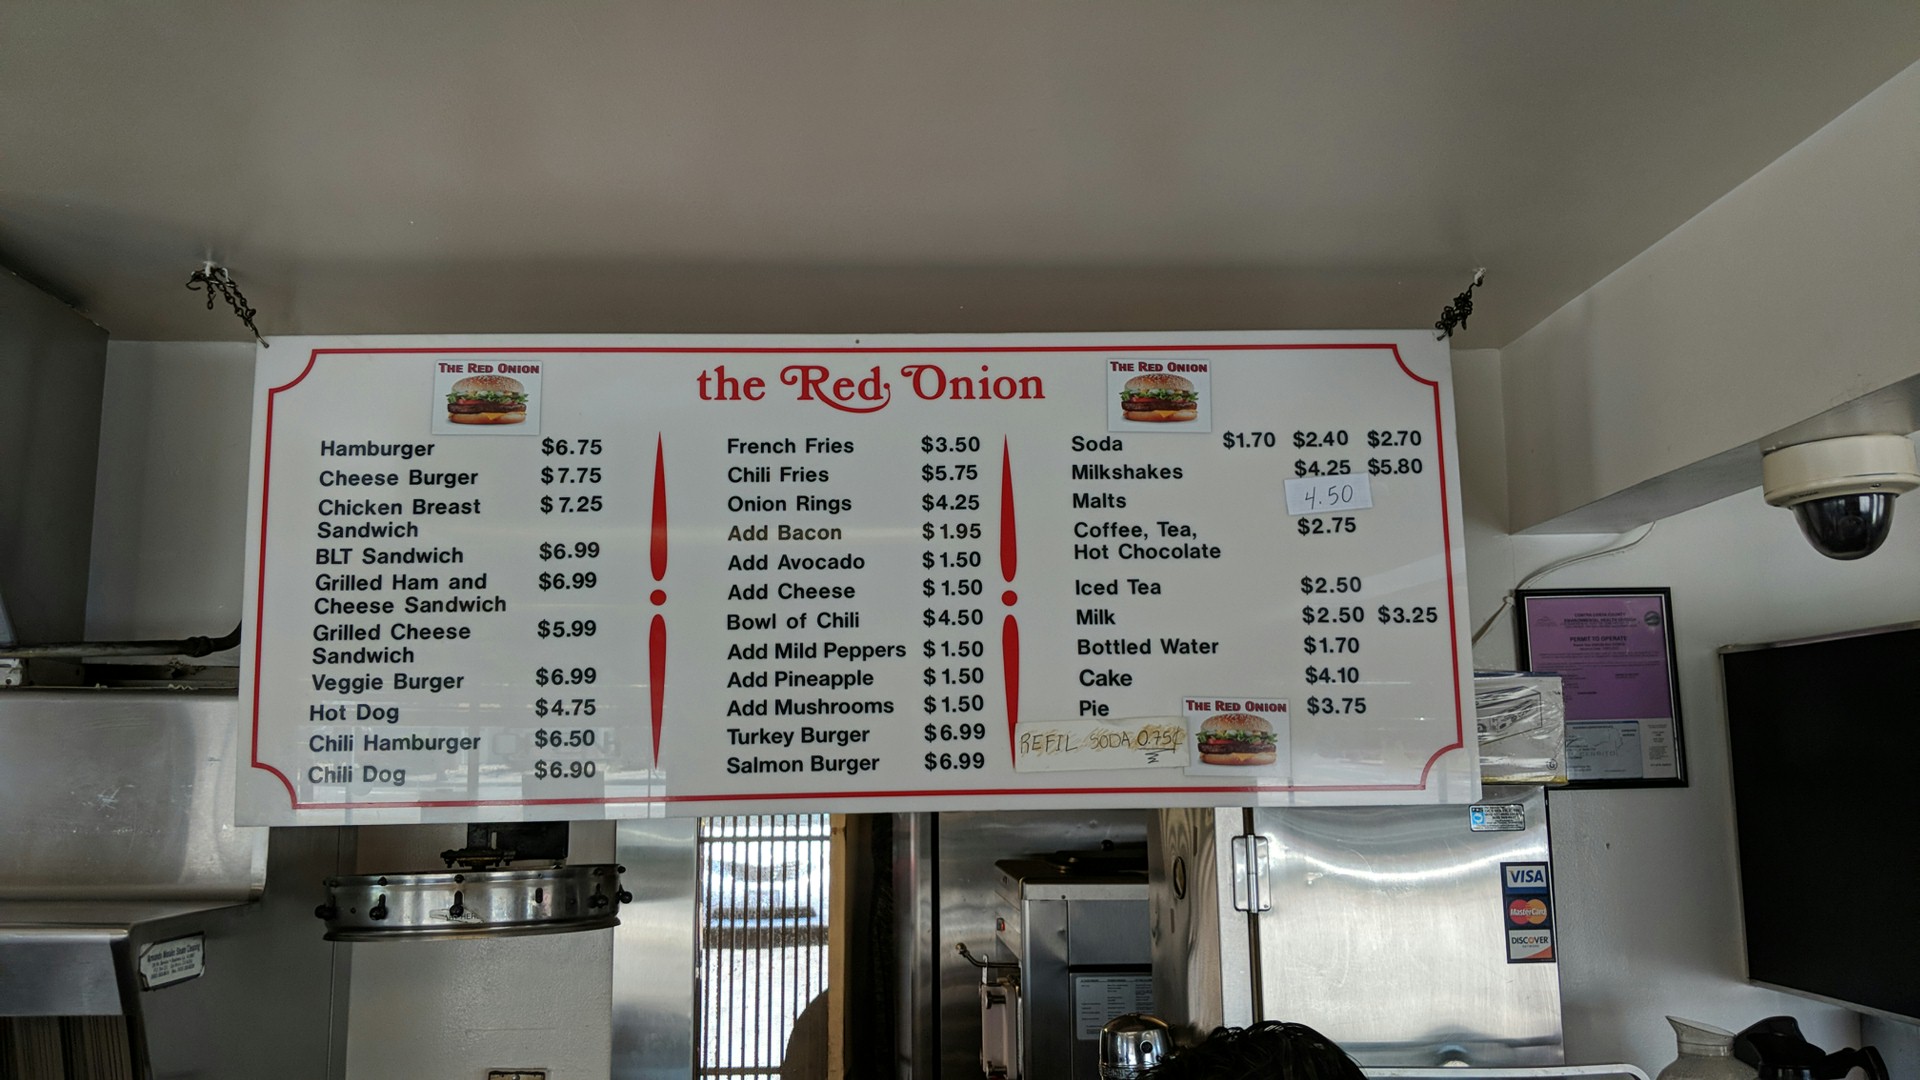 THE RED ONION
the Red Onion
THE RED ONION
Hamburger $6.75
Cheese Burger $7.75
Chicken Breast $7.25
Sandwich
BLT Sandwich $6.99
Grilled Ham and $6.99
Cheese Sandwich
Grilled Cheese $5.99
Sandwich
Veggie Burger $6.99
Hot Dog $4.75
Chili Hamburger $6.50
Chili Dog $6.90
French Fries $3.50
Chili Fries $5.75
Onion Rings $4.25
Add Bacon $1.95
Add Avocado $1.50
Add Cheese $1.50
Bowl of Chili $4.50
Add Mild Peppers $1.50
Add Pineapple $1.50
Add Mushrooms $1.50
Turkey Burger $6.99
Salmon Burger $6.99
Soda $1.70 $2.40 $2.70
Milkshakes $4.25 $5.80
Malts 4.50
Coffee, Tea, $2.75
Hot Chocolate
Iced Tea $2.50
Milk $2.50 $3.25
Bottled Water $1.70
Cake $4.10
Pie $3.75
THE RED ONION
REFIL SODA 0.75¢
PERMIT TO OPERATE
VISA
MasterCard
DISCOVER